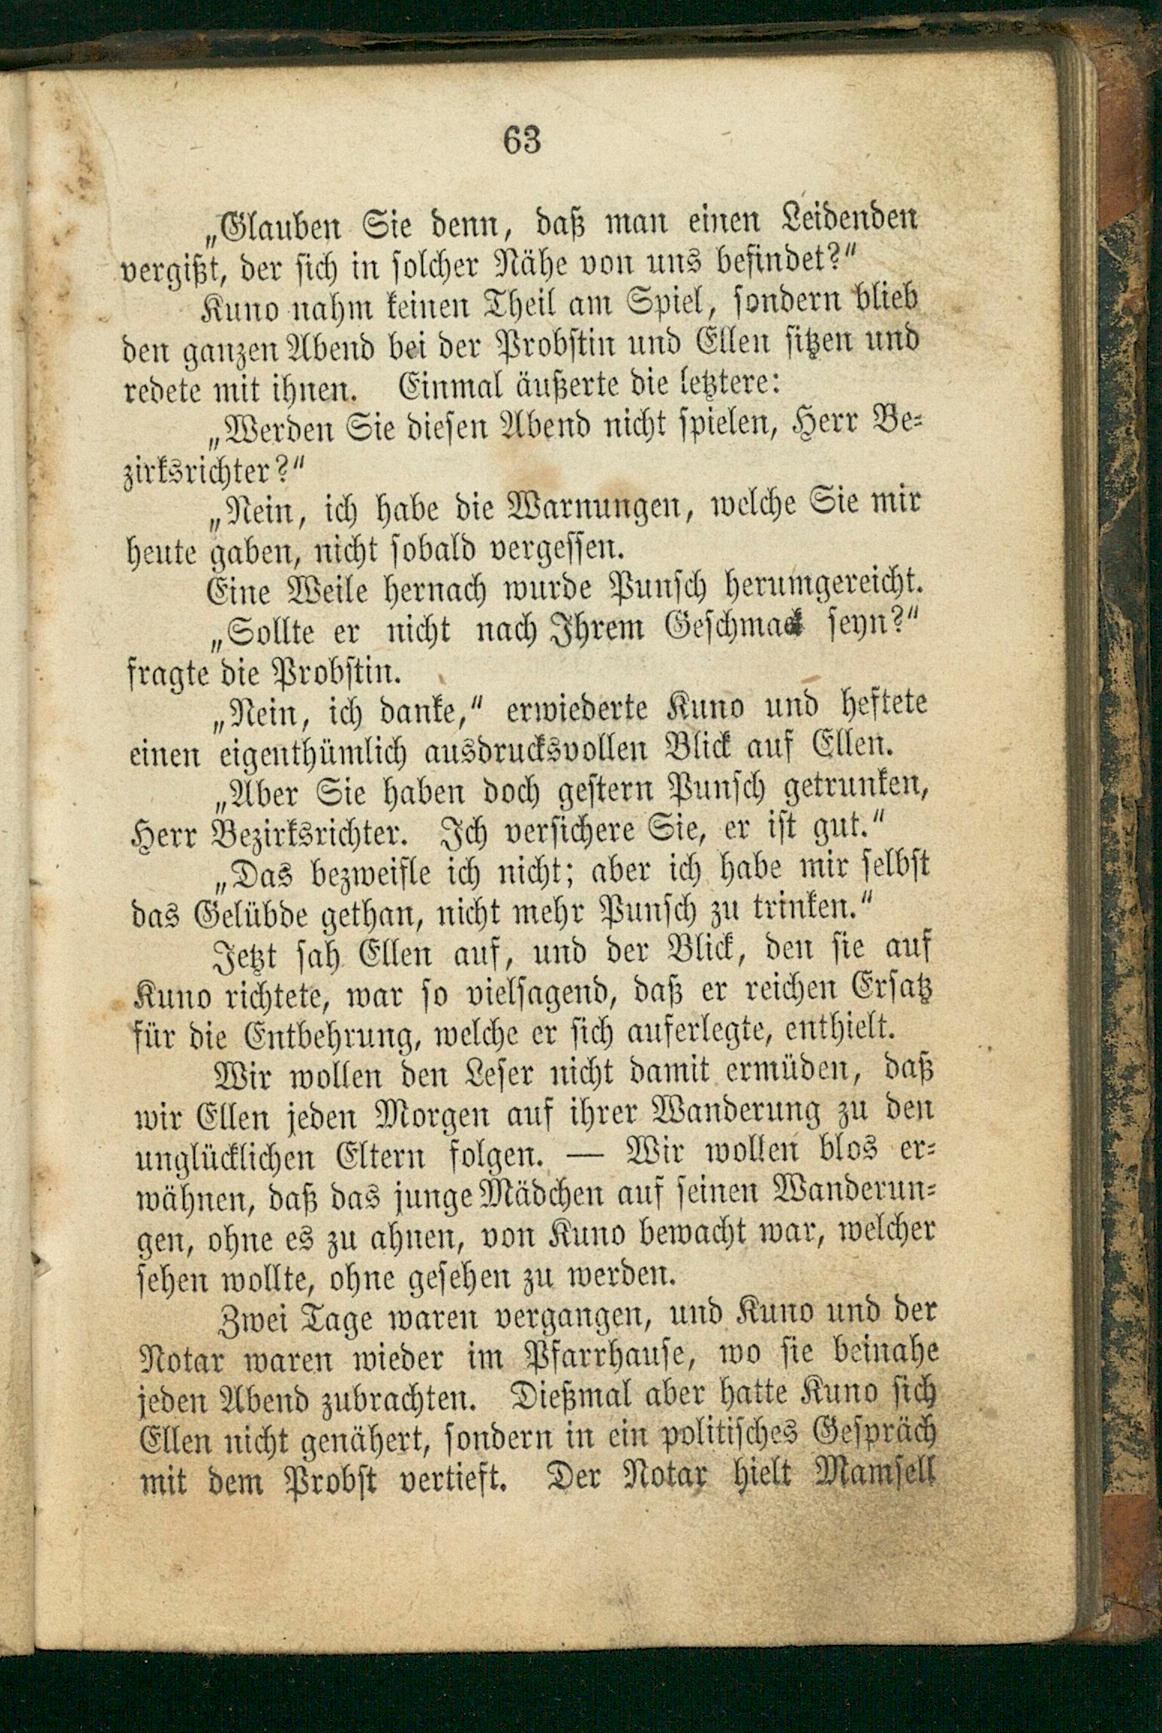 63
„Glauben Sie denn, daß man einen Leidenden
vergißt, der sich in solcher Nähe von uns befindet?“
Kuno nahm keinen Theil am Spiel, sondern blieb
den ganzen Abend bei der Probstin und Ellen sitzen und
redete mit ihnen. Einmal äußerte die letztere:
„Werden Sie diesen Abend nicht spielen, Herr Be-
zirksrichter?“
„Nein, ich habe die Warnungen, welche Sie mir
heute gaben, nicht sobald vergessen.
Eine Weile hernach wurde Punsch herumgereicht.
„Sollte er nicht nach Ihrem Geschmack seyn?“
fragte die Probstin.
„Nein, ich danke,“ erwiederte Kuno und heftete
einen eigenthümlich ausdrucksvollen Blick auf Ellen.
„Aber Sie haben doch gestern Punsch getrunken,
Herr Bezirksrichter. Ich versichere Sie, er ist gut.“
„Das bezweifle ich nicht; aber ich habe mir selbst
das Gelübde gethan, nicht mehr Punsch zu trinken.“
Jetzt sah Ellen auf, und der Blick, den sie auf
Kuno richtete, war so vielsagend, daß er reichen Ersatz
für die Entbehrung, welche er sich auferlegte, enthielt.
Wir wollen den Leser nicht damit ermüden, daß
wir Ellen jeden Morgen auf ihrer Wanderung zu den
unglücklichen Eltern folgen. — Wir wollen blos er-
wähnen, daß das junge Mädchen auf seinen Wanderun-
gen, ohne es zu ahnen, von Kuno bewacht war, welcher
sehen wollte, ohne gesehen zu werden.
Zwei Tage waren vergangen, und Kuno und der
Notar waren wieder im Pfarrhause, wo sie beinahe
jeden Abend zubrachten. Dießmal aber hatte Kuno sich
Ellen nicht genähert, sondern in ein politisches Gespräch
mit dem Probst vertieft. Der Notar hielt Mamsell